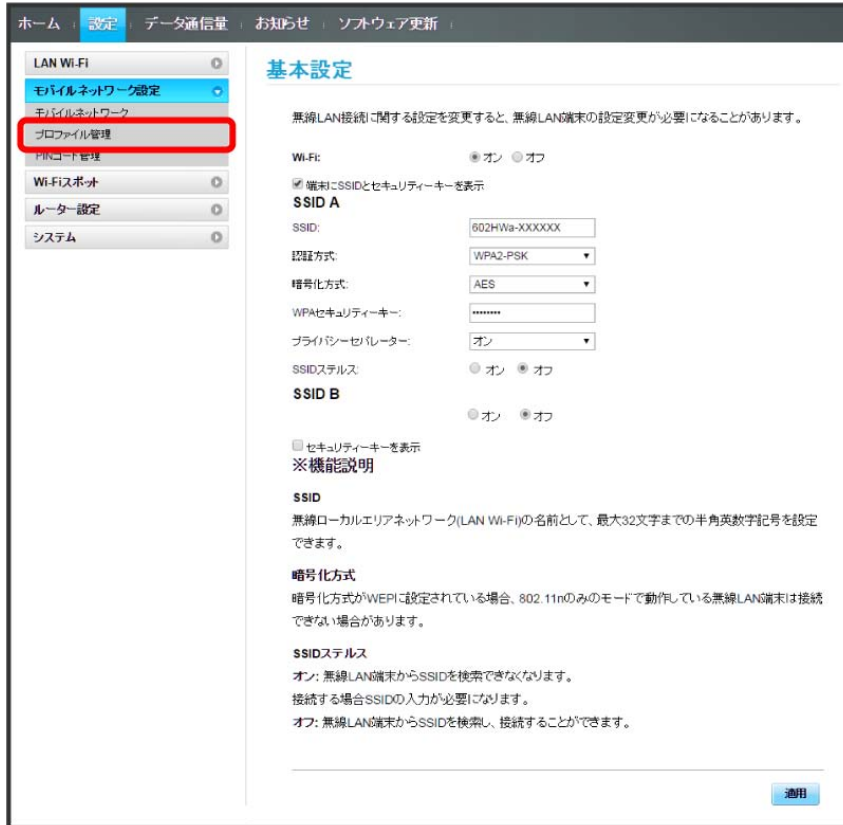 ホーム 設定 データ通信量 お知らせ ソフトウェア更新
LAN Wi-Fi
モバイルネットワーク設定
モバイルネットワーク
プロファイル管理
PINコード管理
Wi-Fiスポット
ルーター設定
システム
基本設定
無線LAN接続に関する設定を変更すると、無線LAN端末の設定変更が必要になることがあります。
Wi-Fi: オン オフ
端末にSSIDとセキュリティーキーを表示
SSID A
SSID: 602HWa-XXXXXX
認証方式: WPA2-PSK
暗号化方式: AES
WPAセキュリティーキー: ••••••••
プライバシーセパレーター: オン
SSIDステルス: オン オフ
SSID B
オン オフ
セキュリティーキーを表示
※機能説明
SSID
無線ローカルエリアネットワーク(LAN Wi-Fi)の名前として、最大32文字までの半角英数字記号を設定
できます。
暗号化方式
暗号化方式がWEPに設定されている場合、802.11nのみのモードで動作している無線LAN端末は接続
できない場合があります。
SSIDステルス
オン: 無線LAN端末からSSIDを検索できなくなります。
接続する場合SSIDの入力が必要になります。
オフ: 無線LAN端末からSSIDを検索し、接続することができます。
適用